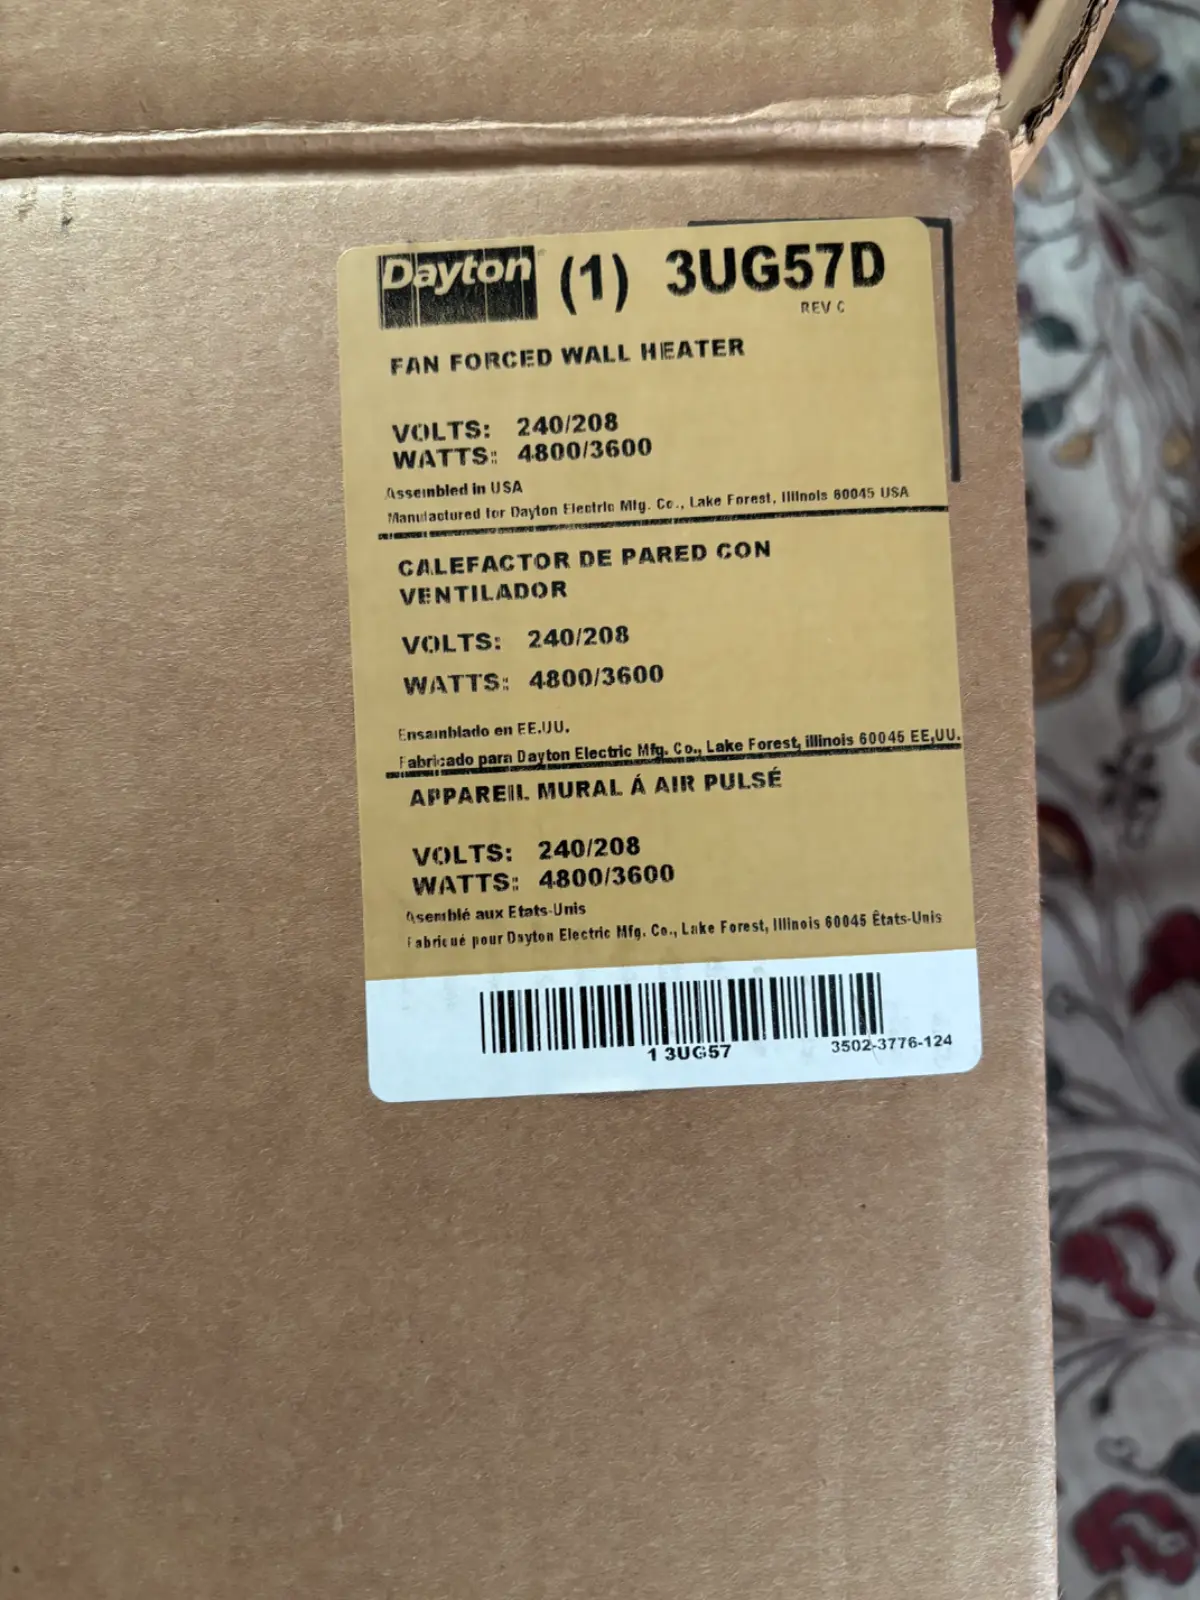 Dayton (1) 3UG57D
REV C
FAN FORCED WALL HEATER
VOLTS: 240/208
WATTS: 4800/3600
Assembled in USA
Manufactured for Dayton Electric Mfg. Co., Lake Forest, Illinois 60045 USA
CALEFACTOR DE PARED CON
VENTILADOR
VOLTS: 240/208
WATTS: 4800/3600
Ensamblado en EE.UU.
Fabricado para Dayton Electric Mfg. Co., Lake Forest, illinois 60045 EE,UU.
APPAREIL MURAL Á AIR PULSÉ
VOLTS: 240/208
WATTS: 4800/3600
Asemblé aux Etats-Unis
Fabriqué pour Dayton Electric Mfg. Co., Lake Forest, Illinois 60045 États-Unis
1 3UG57
3502-3776-124